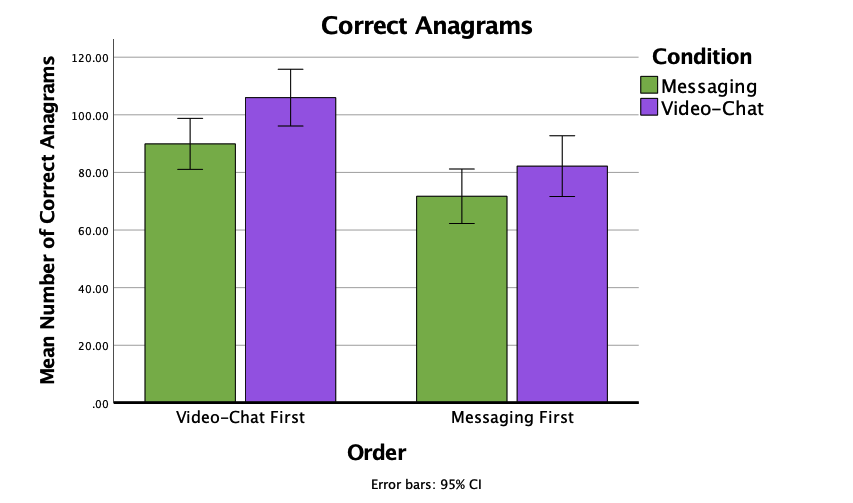 Correct Anagrams
Mean Number of Correct Anagrams
120.00
100.00
80.00
60.00
40.00
20.00
.00
Video-Chat First
Messaging First
Order
Error bars: 95% CI
Condition
Messaging
Video-Chat